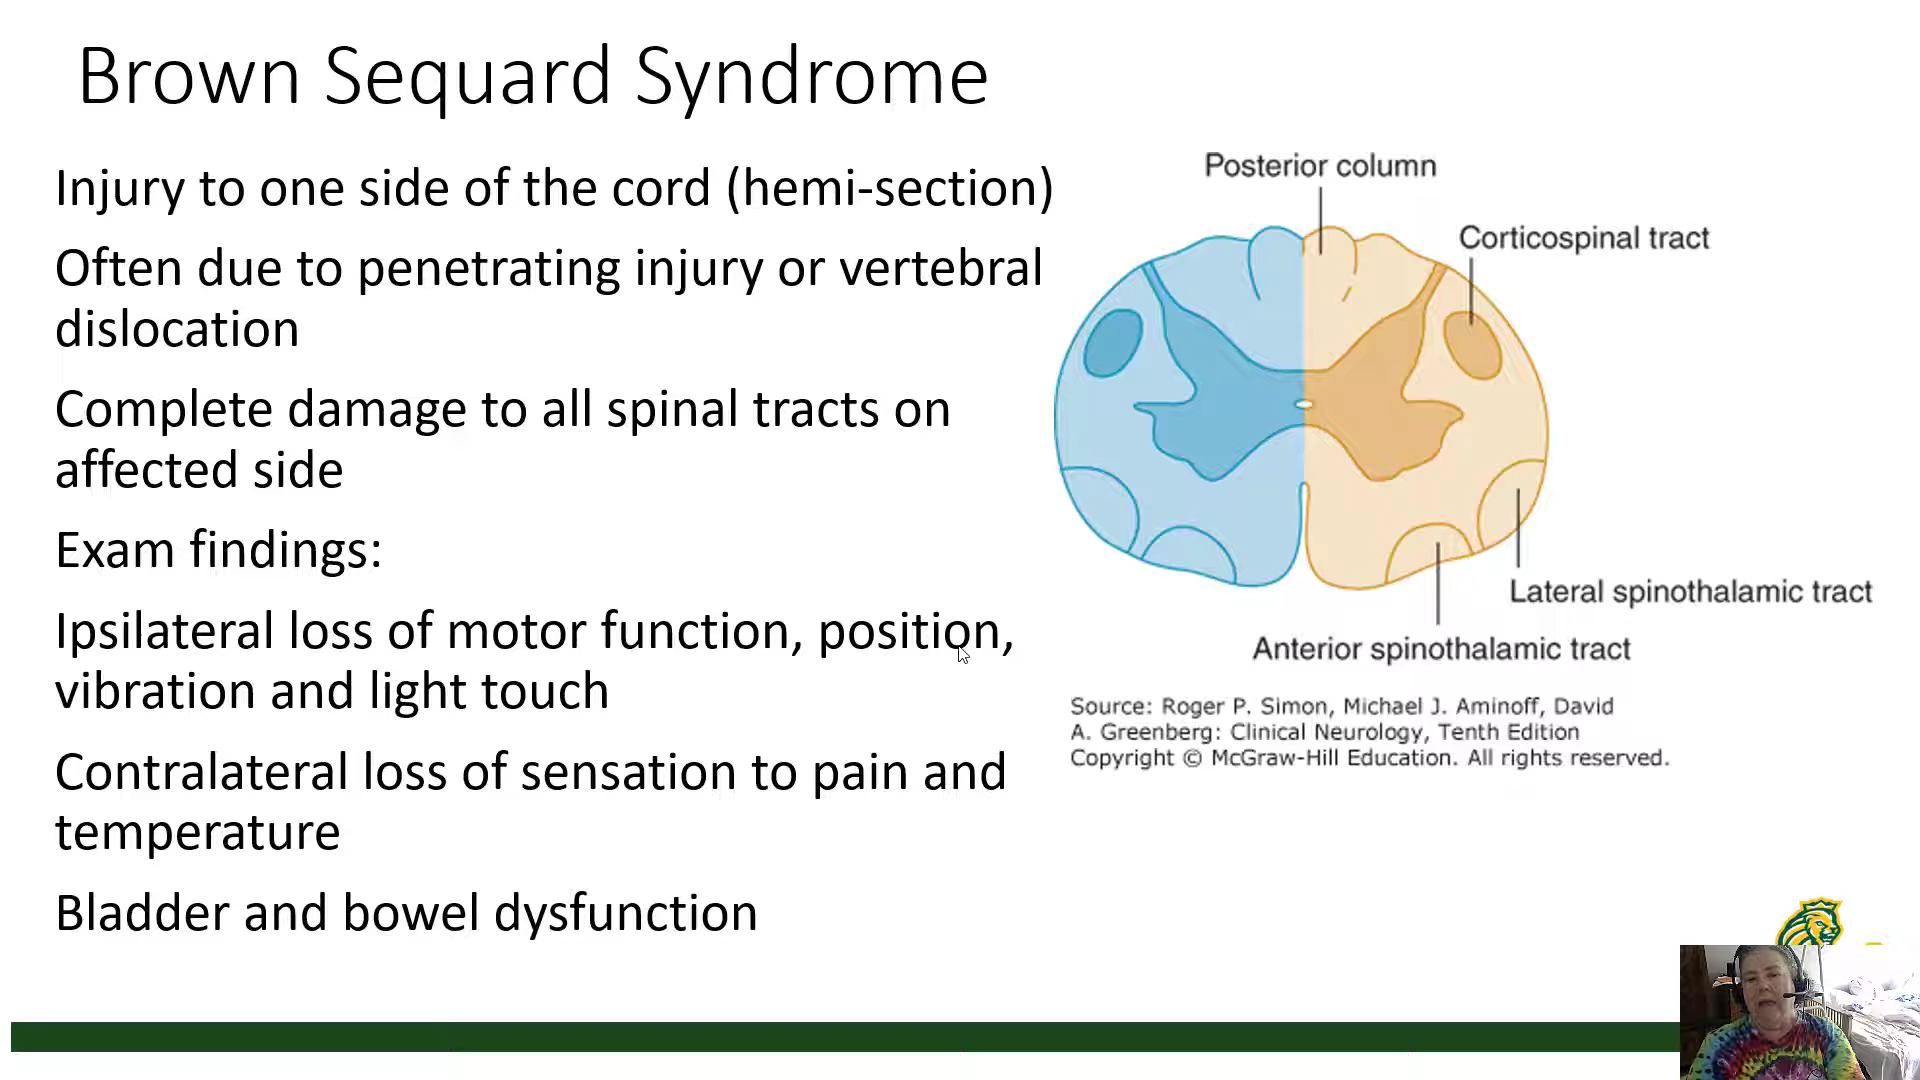 Brown Sequard Syndrome
Injury to one side of the cord (hemi-section)
Often due to penetrating injury or vertebral
dislocation
Complete damage to all spinal tracts on
affected side
Exam findings:
Ipsilateral loss of motor function, position,
vibration and light touch
Contralateral loss of sensation to pain and
temperature
Bladder and bowel dysfunction
Posterior column
Corticospinal tract
Lateral spinothalamic tract
Anterior spinothalamic tract
Source: Roger P. Simon, Michael J. Aminoff, David
A. Greenberg: Clinical Neurology, Tenth Edition
Copyright © McGraw-Hill Education. All rights reserved.